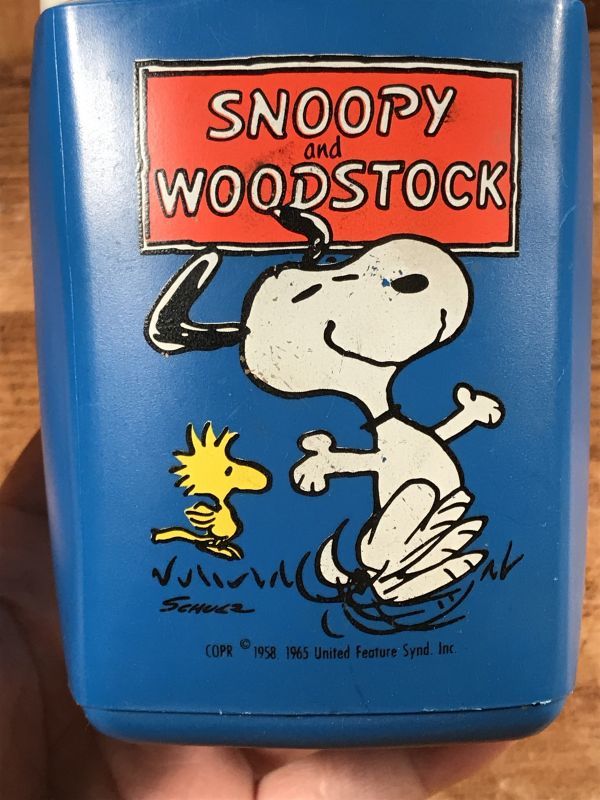 SNOOPY
and
WOODSTOCK
SCHULZ
COPR © 1958, 1965 United Feature Synd. Inc.